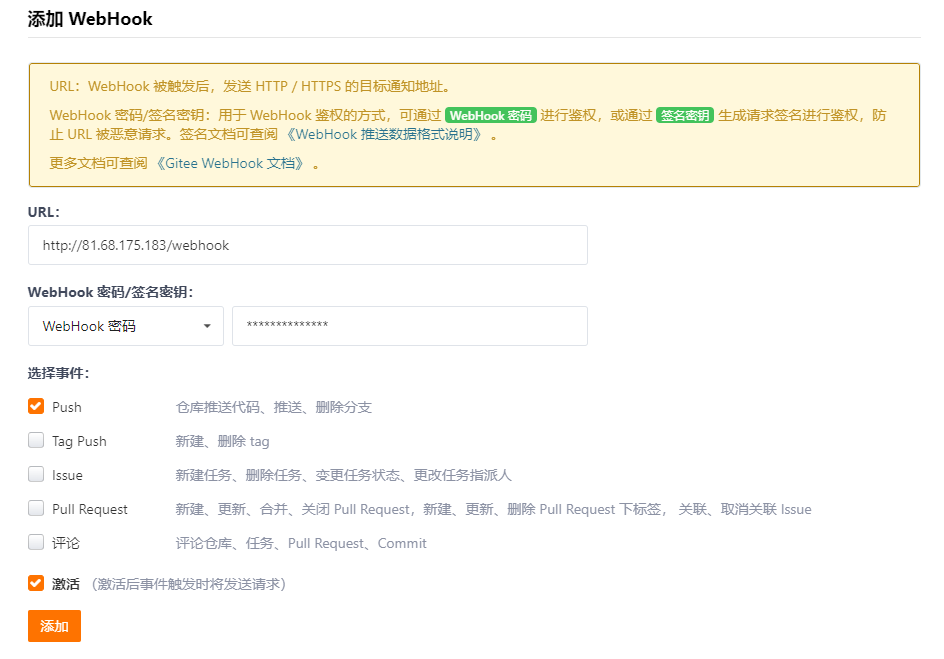 添加 WebHook
URL：WebHook 被触发后，发送 HTTP / HTTPS 的目标通知地址。
WebHook 密码/签名密钥：用于 WebHook 鉴权的方式，可通过 WebHook 密码 进行鉴权，或通过 签名密钥 生成请求签名进行鉴权，防
止 URL 被恶意请求。签名文档可查阅 《WebHook 推送数据格式说明》 。
更多文档可查阅 《Gitee WebHook 文档》 。
URL：
http://81.68.175.183/webhook
WebHook 密码/签名密钥：
WebHook 密码 **************
选择事件：
Push 仓库推送代码、推送、删除分支
Tag Push 新建、删除 tag
Issue 新建任务、删除任务、变更任务状态、更改任务指派人
Pull Request 新建、更新、合并、关闭 Pull Request，新建、更新、删除 Pull Request 下标签， 关联、取消关联 Issue
评论 评论仓库、任务、Pull Request、Commit
激活 （激活后事件触发时将发送请求）
添加